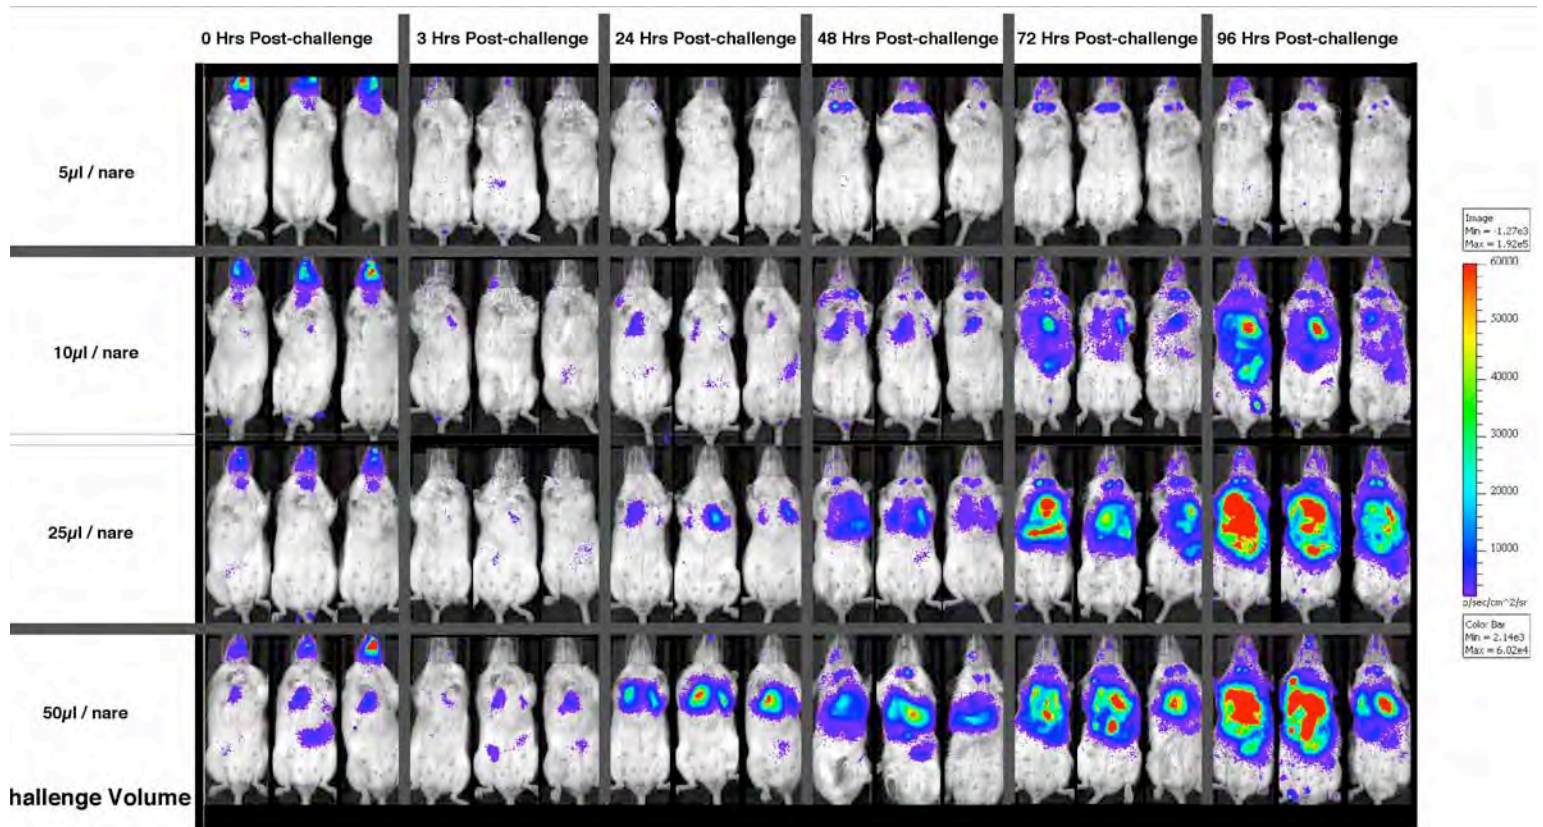 0 Hrs Post-challenge 3 Hrs Post-challenge 24 Hrs Post-challenge 48 Hrs Post-challenge 72 Hrs Post-challenge 96 Hrs Post-challenge
5µl / nare
10µl / nare
25µl / nare
50µl / nare
hallenge Volume
Image
Min = -1.27e3
Max = 1.92e5
60000
50000
40000
30000
20000
10000
p/sec/cm^2/sr
Color Bar
Min = 2.14e3
Max = 6.02e4